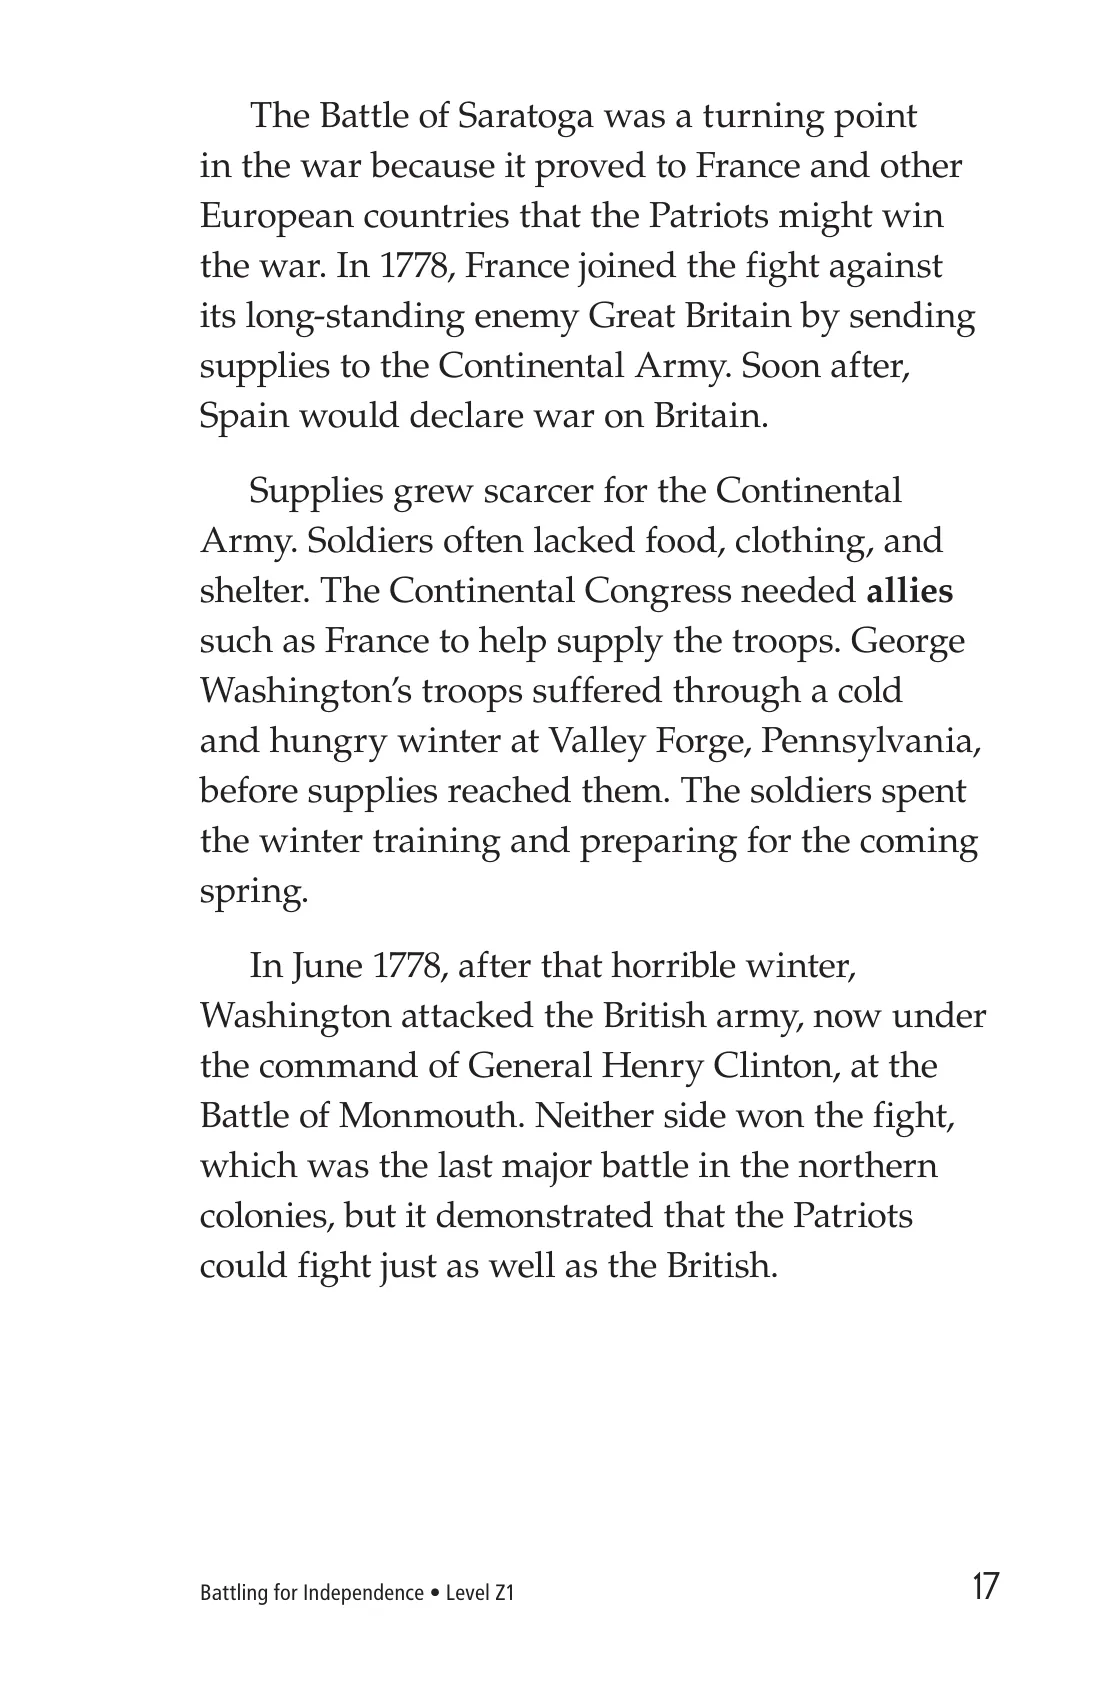 The Battle of Saratoga was a turning point
in the war because it proved to France and other
European countries that the Patriots might win
the war. In 1778, France joined the fight against
its long-standing enemy Great Britain by sending
supplies to the Continental Army. Soon after,
Spain would declare war on Britain.
Supplies grew scarcer for the Continental
Army. Soldiers often lacked food, clothing, and
shelter. The Continental Congress needed allies
such as France to help supply the troops. George
Washington’s troops suffered through a cold
and hungry winter at Valley Forge, Pennsylvania,
before supplies reached them. The soldiers spent
the winter training and preparing for the coming
spring.
In June 1778, after that horrible winter,
Washington attacked the British army, now under
the command of General Henry Clinton, at the
Battle of Monmouth. Neither side won the fight,
which was the last major battle in the northern
colonies, but it demonstrated that the Patriots
could fight just as well as the British.
Battling for Independence • Level Z1 17